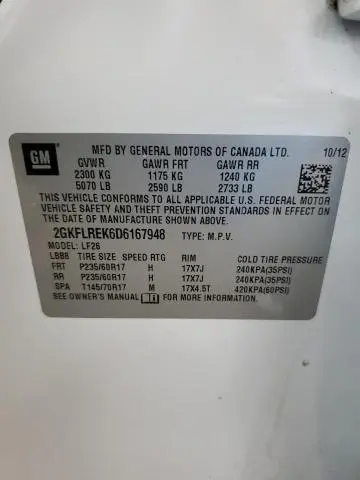 GM
MFD BY GENERAL MOTORS OF CANADA LTD. 10/12
GVWR GAWR FRT GAWR RR
2300 KG 1175 KG 1240 KG
5070 LB 2590 LB 2733 LB
THIS VEHICLE CONFORMS TO ALL APPLICABLE U.S. FEDERAL MOTOR
VEHICLE SAFETY AND THEFT PREVENTION STANDARDS IN EFFECT ON
THE DATE OF MANUFACTURE SHOWN ABOVE.
2GKFLREK6D6167948 TYPE: M.P.V.
MODEL: LF26
LBBB TIRE SIZE SPEED RTG RIM COLD TIRE PRESSURE
FRT P235/60R17 H 17X7J 240KPA(35PSI)
RR P235/60R17 H 17X7J 240KPA(35PSI)
SPA T145/70R17 M 17X4.5T 420KPA(60PSI)
SEE OWNER'S MANUAL FOR ADDITIONAL INFORMATION